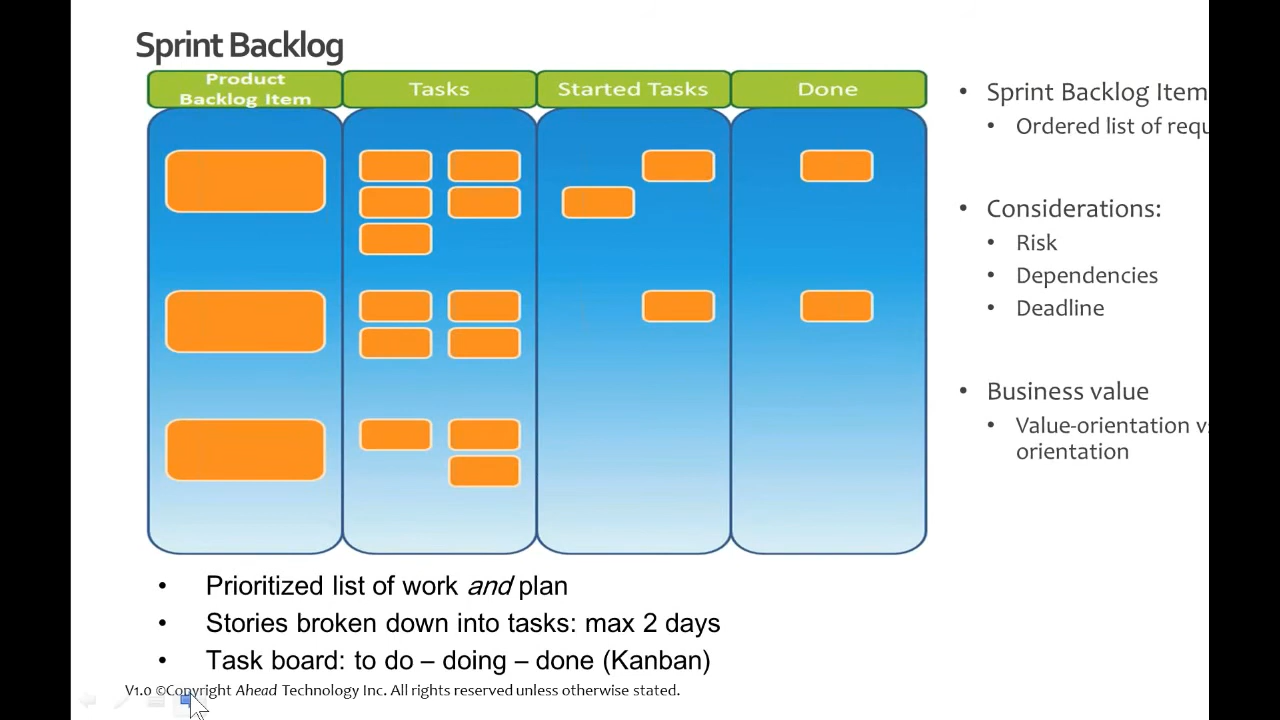 Sprint Backlog
Product
Backlog Item
Tasks
Started Tasks
Done
• Sprint Backlog Item
• Ordered list of requ
• Considerations:
• Risk
• Dependencies
• Deadline
• Business value
• Value-orientation v
orientation
• Prioritized list of work and plan
• Stories broken down into tasks: max 2 days
• Task board: to do – doing – done (Kanban)
V1.0 ©Copyright Ahead Technology Inc. All rights reserved unless otherwise stated.